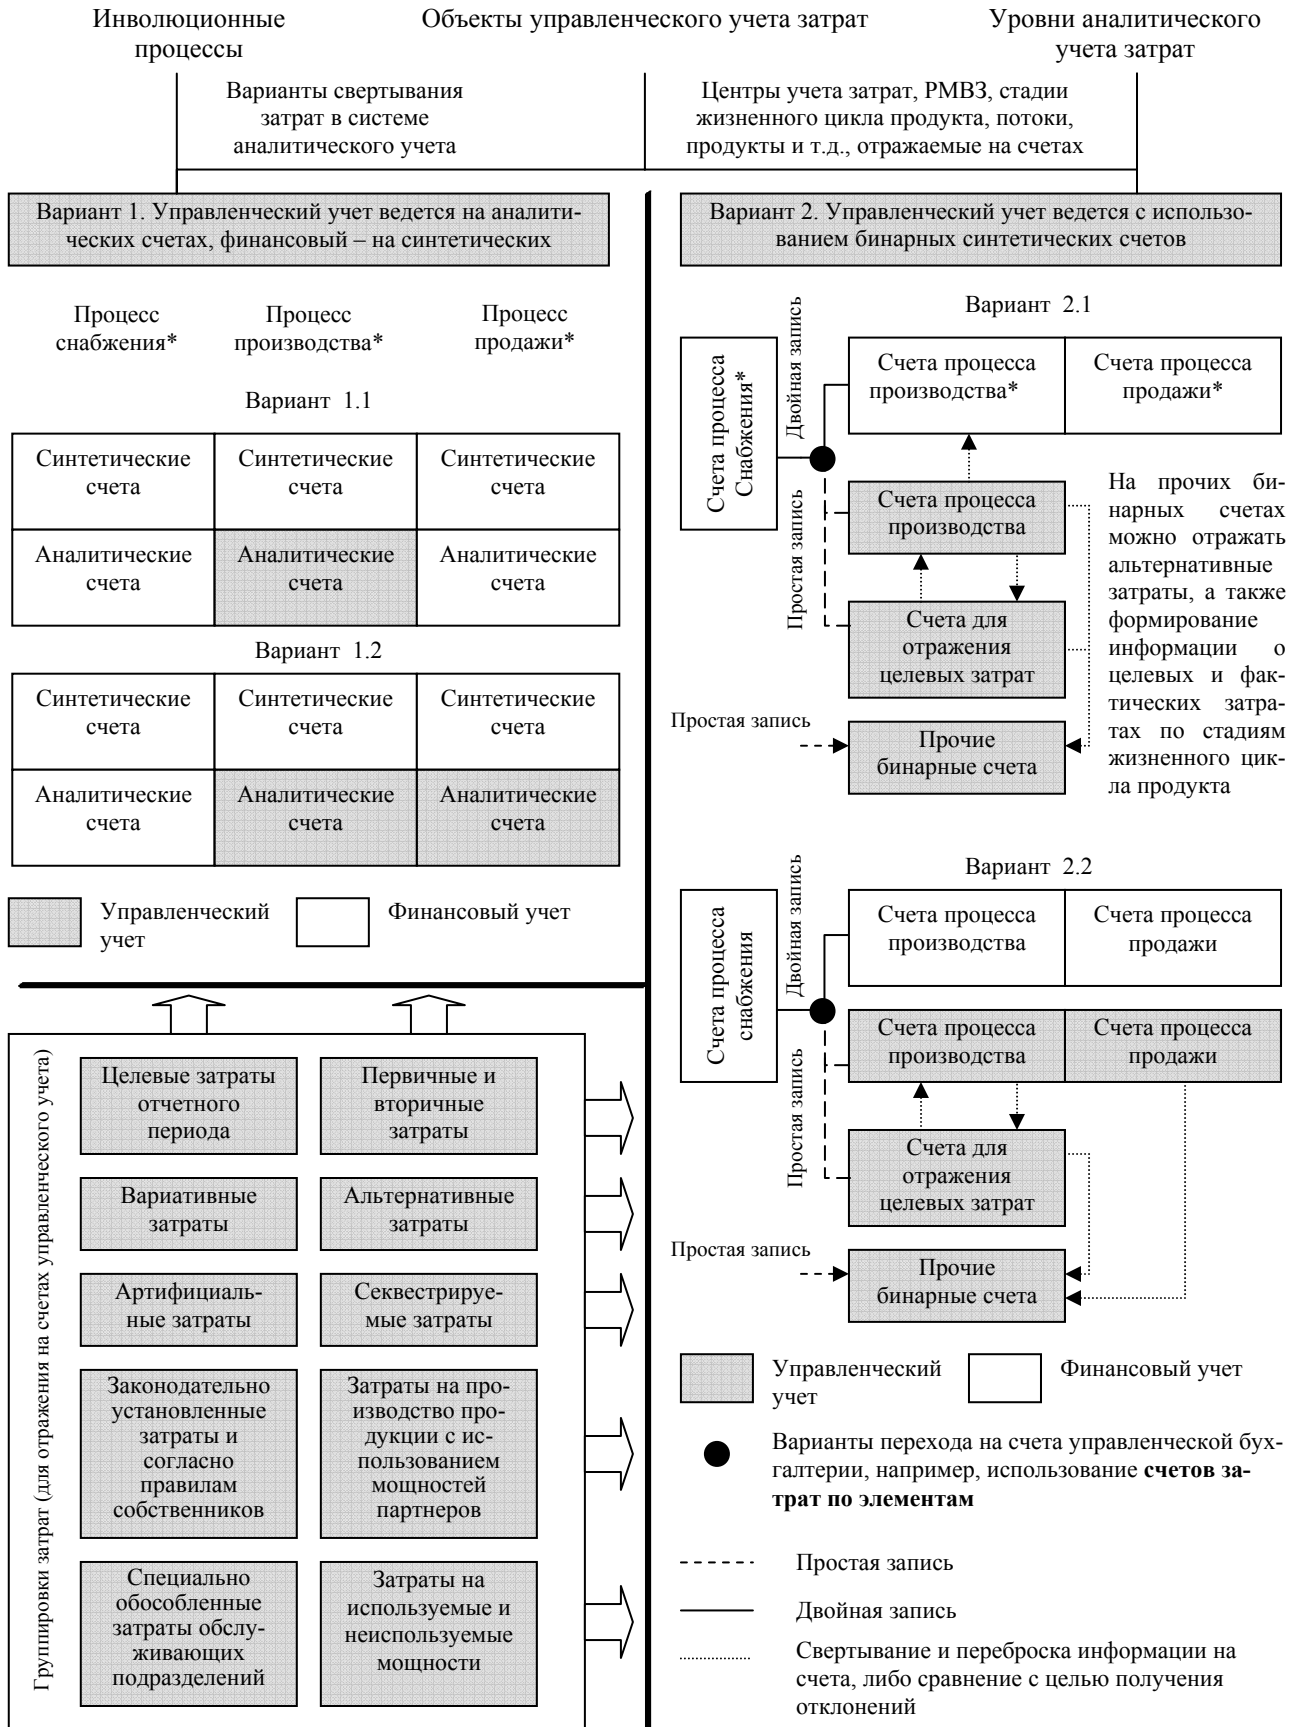 Инволюционные
процессы
Объекты управленческого учета затрат
Уровни аналитического
учета затрат
Варианты свертывания
затрат в системе
аналитического учета
Центры учета затрат, РМВЗ, стадии
жизненного цикла продукта, потоки,
продукты и т.д., отражаемые на счетах
Вариант 1. Управленческий учет ведется на аналити-
ческих счетах, финансовый – на синтетических
Процесс
снабжения*
Процесс
производства*
Процесс
продажи*
Вариант 1.1
Синтетические
счета
Синтетические
счета
Синтетические
счета
Аналитические
счета
Аналитические
счета
Аналитические
счета
Вариант 1.2
Синтетические
счета
Синтетические
счета
Синтетические
счета
Аналитические
счета
Аналитические
счета
Аналитические
счета
Управленческий
учет
Финансовый учет
Группировки затрат (для отражения на счетах управленческого учета)
Целевые затраты
отчетного
периода
Первичные и
вторичные
затраты
Вариативные
затраты
Альтернативные
затраты
Артифициаль-
ные затраты
Секвестрируе-
мые затраты
Законодательно
установленные
затраты и
согласно
правилам
собственников
Затраты на про-
изводство про-
дукции с ис-
пользованием
мощностей
партнеров
Специально
обособленные
затраты обслу-
живающих
подразделений
Затраты на
используемые и
неиспользуемые
мощности
Вариант 2. Управленческий учет ведется с использо-
ванием бинарных синтетических счетов
Вариант 2.1
Счета процесса
Снабжения*
Двойная запись
Простая запись
Счета процесса
производства*
Счета процесса
продажи*
Счета процесса
производства
Счета для
отражения
целевых затрат
Простая запись
Прочие
бинарные счета
На прочих би-
нарных счетах
можно отражать
альтернативные
затраты, а также
формирование
информации о
целевых и фак-
тических затра-
тах по стадиям
жизненного цик-
ла продукта
Вариант 2.2
Счета процесса
снабжения
Двойная запись
Простая запись
Счета процесса
производства
Счета процесса
продажи
Счета процесса
производства
Счета процесса
продажи
Счета для
отражения
целевых затрат
Простая запись
Прочие
бинарные счета
Управленческий
учет
Финансовый учет
Варианты перехода на счета управленческой бух-
галтерии, например, использование счетов за-
трат по элементам
Простая запись
Двойная запись
Свертывание и переброска информации на
счета, либо сравнение с целью получения
отклонений